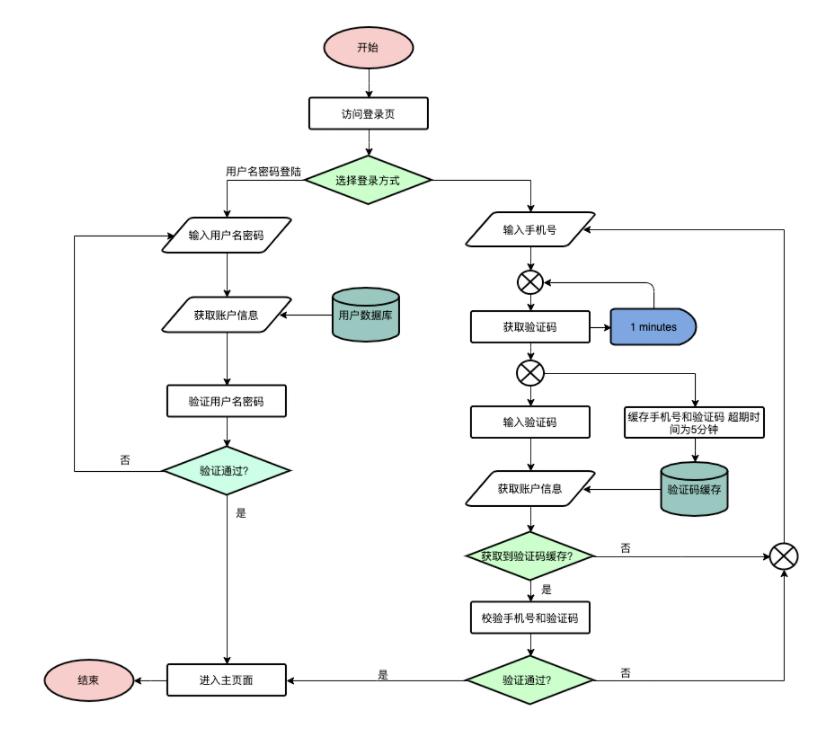 开始
访问登录页
用户名密码登陆
选择登录方式
输入用户名密码
输入手机号
获取账户信息
用户数据库
获取验证码
1 minutes
验证用户名密码
输入验证码
缓存手机号和验证码 超期时
间为5分钟
否
验证通过?
获取账户信息
验证码缓存
是
获取到验证码缓存?
否
是
校验手机号和验证码
结束
进入主页面
是
验证通过?
否